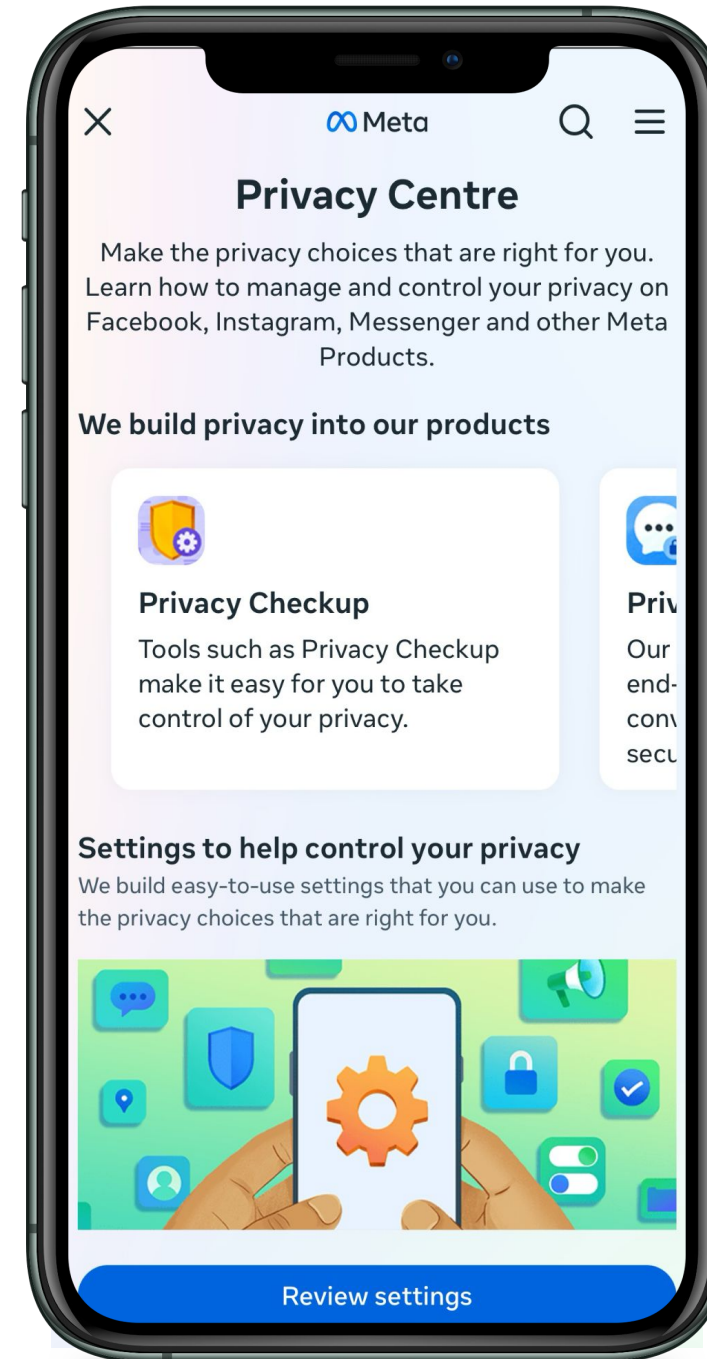 Meta
Privacy Centre
Make the privacy choices that are right for you.
Learn how to manage and control your privacy on
Facebook, Instagram, Messenger and other Meta
Products.
We build privacy into our products
Privacy Checkup
Tools such as Privacy Checkup
make it easy for you to take
control of your privacy.
Our
Settings to help control your privacy
We build easy-to-use settings that you can use to make
the privacy choices that are right for you.
Review settings